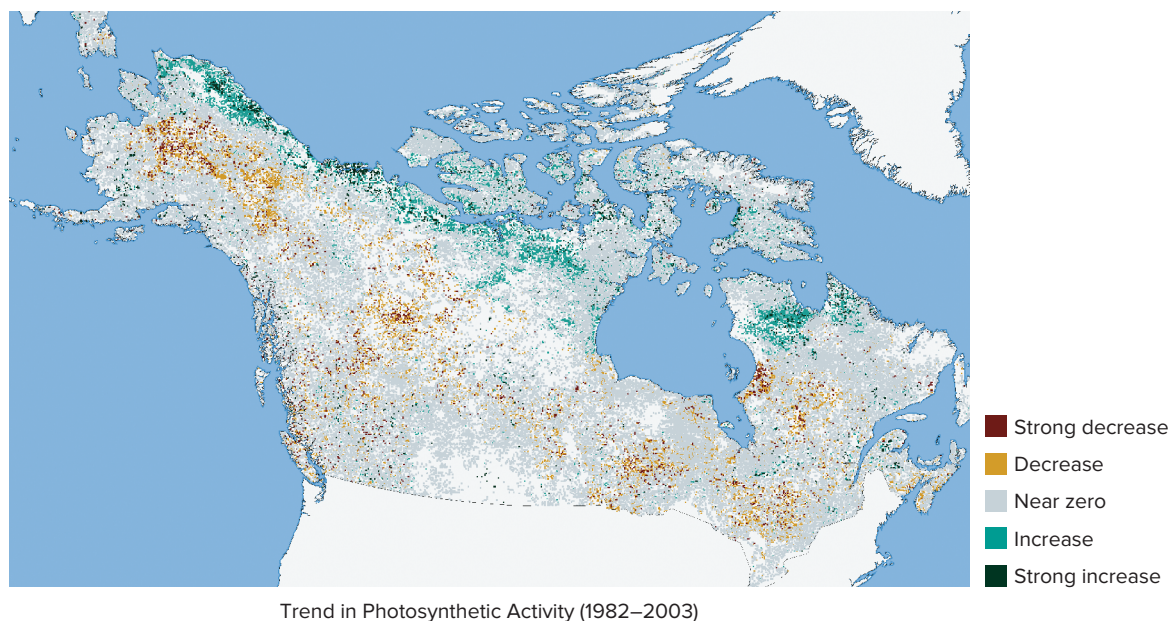 Strong decrease
Decrease
Near zero
Increase
Strong increase
Trend in Photosynthetic Activity (1982–2003)